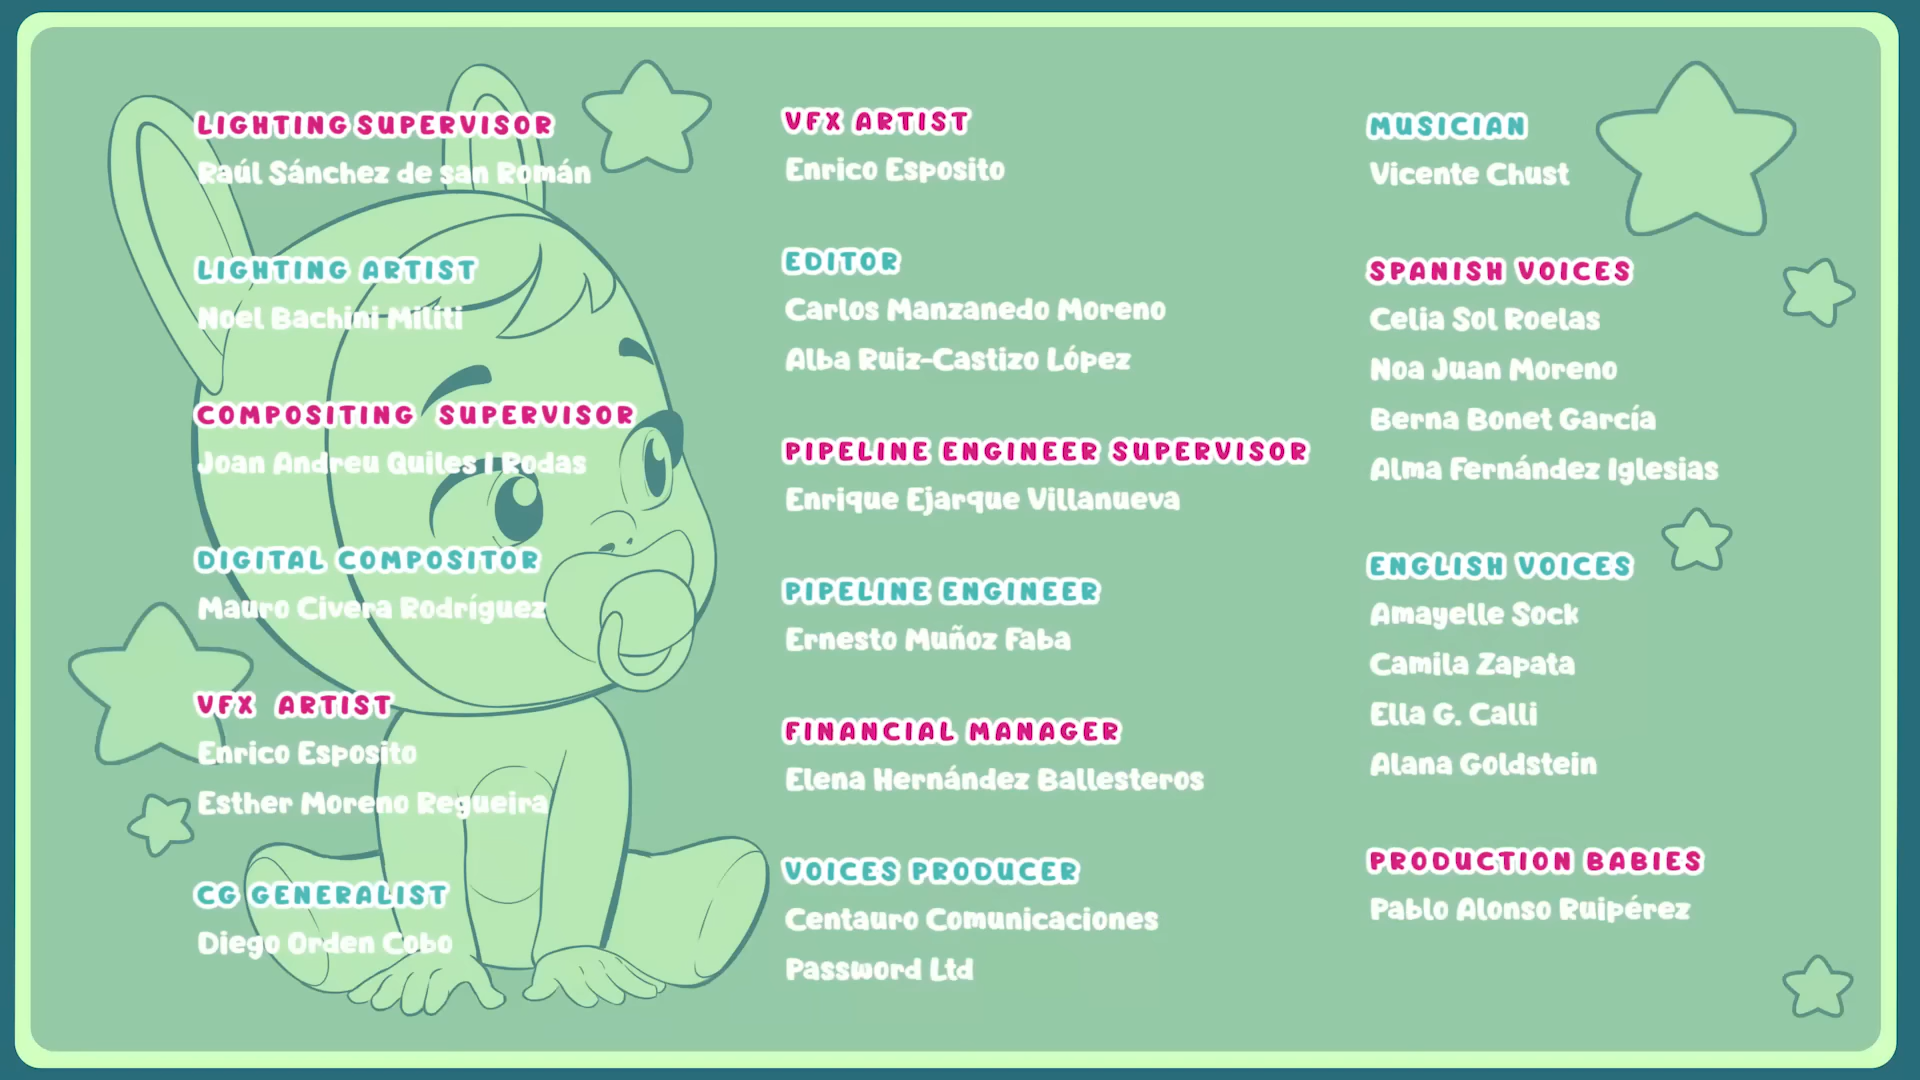 LIGHTING SUPERVISOR
Raúl Sánchez de san Román
LIGHTING ARTIST
Noel Bachini Milíti
COMPOSITING SUPERVISOR
Joan Andreu Quiles I Rodas
DIGITAL COMPOSITOR
Mauro Civera Rodríguez
VFX ARTIST
Enrico Esposito
Esther Moreno Regueira
CG GENERALIST
Diego Orden Cobo
VFX ARTIST
Enrico Esposito
EDITOR
Carlos Manzanedo Moreno
Alba Ruiz-Castizo López
PIPELINE ENGINEER SUPERVISOR
Enrique Ejarque Villanueva
PIPELINE ENGINEER
Ernesto Muñoz Faba
FINANCIAL MANAGER
Elena Hernández Ballesteros
VOICES PRODUCER
Centauro Comunicaciones
Password Ltd
MUSICIAN
Vicente Chust
SPANISH VOICES
Celia Sol Roelas
Noa Juan Moreno
Berna Bonet García
Alma Fernández Iglesias
ENGLISH VOICES
Amayelle Sock
Camila Zapata
Ella G. Calli
Alana Goldstein
PRODUCTION BABIES
Pablo Alonso Ruipérez